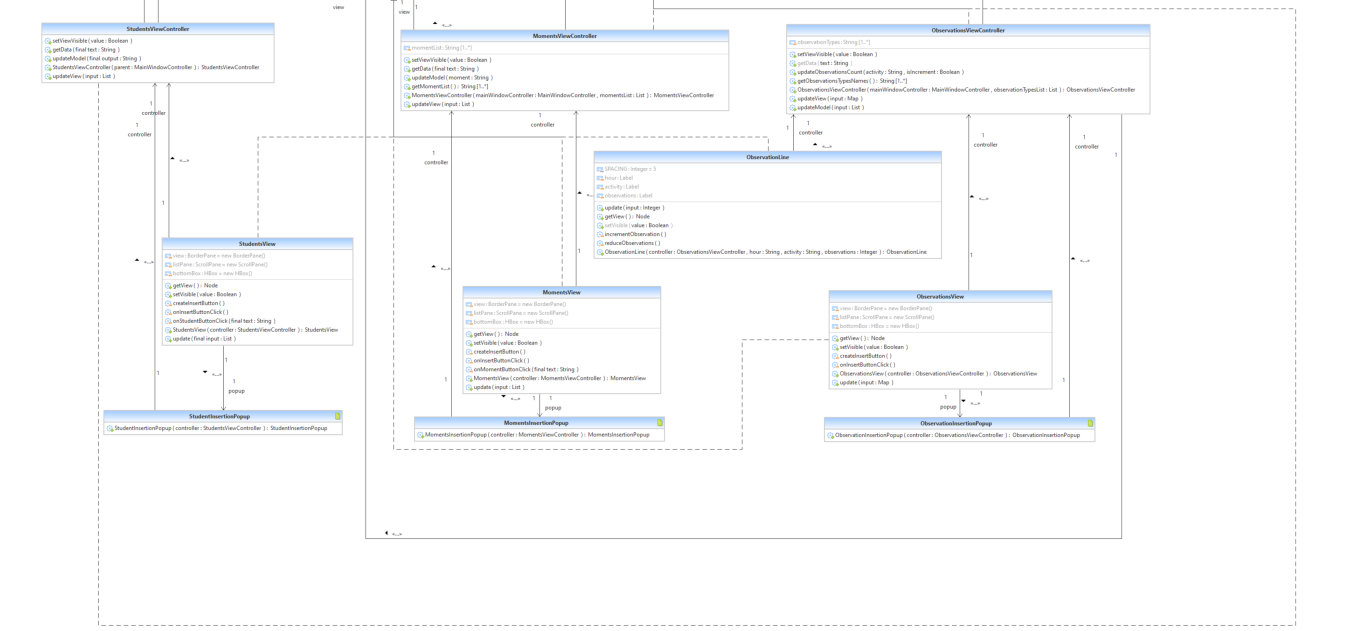 view
view
1
«...»
StudentsViewController
setViewVisible ( value : Boolean )
getData ( final text : String )
updateModel ( final output : String )
StudentsViewController ( parent : MainWindowController ) : StudentsViewController
updateView ( input : List )
MomentsViewController
momentList : String [1..*]
setViewVisible ( value : Boolean )
getData ( final text : String )
updateModel ( moment : String )
getMomentList ( ) : String [1..*]
MomentsViewController ( mainWindowController : MainWindowController , momentsList : List ) : MomentsViewController
updateView ( input : List )
ObservationsViewController
observationTypes : String [1..*]
setViewVisible ( value : Boolean )
getData ( text : String )
updateObservationsCount ( activity : String , isIncrement : Boolean )
getObservationsTypesNames ( ) : String [1..*]
ObservationsViewController ( mainWindowController : MainWindowController , observationTypesList : List ) : ObservationsViewController
updateView ( input : Map )
updateModel ( input : List )
1
controller
1
controller
1
controller
1
controller
1
controller
1
controller
1
controller
1
«...»
«...»
ObservationLine
SPACING : Integer = 3
hour : Label
activity : Label
observations : Label
update ( input : Integer )
getView ( ) : Node
setVisible ( value : Boolean )
incrementObservation ( )
reduceObservations ( )
ObservationLine ( controller : ObservationsViewController , hour : String , activity : String , observations : Integer ) : ObservationLine
«...»
«...»
1
1
1
«...»
«...»
«...»
StudentsView
view : BorderPane = new BorderPane()
listPane : ScrollPane = new ScrollPane()
bottomBox : HBox = new HBox()
getView ( ) : Node
setVisible ( value : Boolean )
createInsertButton ( )
onInsertButtonClick ( )
onStudentButtonClick ( final text : String )
StudentsView ( controller : StudentsViewController ) : StudentsView
update ( final input : List )
MomentsView
view : BorderPane = new BorderPane()
listPane : ScrollPane = new ScrollPane()
bottomBox : HBox = new HBox()
getView ( ) : Node
setVisible ( value : Boolean )
createInsertButton ( )
onInsertButtonClick ( )
onMomentButtonClick ( final text : String )
MomentsView ( controller : MomentsViewController ) : MomentsView
update ( input : List )
ObservationsView
view : BorderPane = new BorderPane()
listPane : ScrollPane = new ScrollPane()
bottomBox : HBox = new HBox()
getView ( ) : Node
setVisible ( value : Boolean )
createInsertButton ( )
onInsertButtonClick ( )
ObservationsView ( controller : ObservationsViewController ) : ObservationsView
update ( input : Map )
1
1
«...»
1
popup
1
1
«...»
1
1
popup
1
1
«...»
popup
1
StudentInsertionPopup
StudentInsertionPopup ( controller : StudentsViewController ) : StudentInsertionPopup
MomentsInsertionPopup
MomentsInsertionPopup ( controller : MomentsViewController ) : MomentsInsertionPopup
ObservationInsertionPopup
ObservationInsertionPopup ( controller : ObservationsViewController ) : ObservationInsertionPopup
«...»